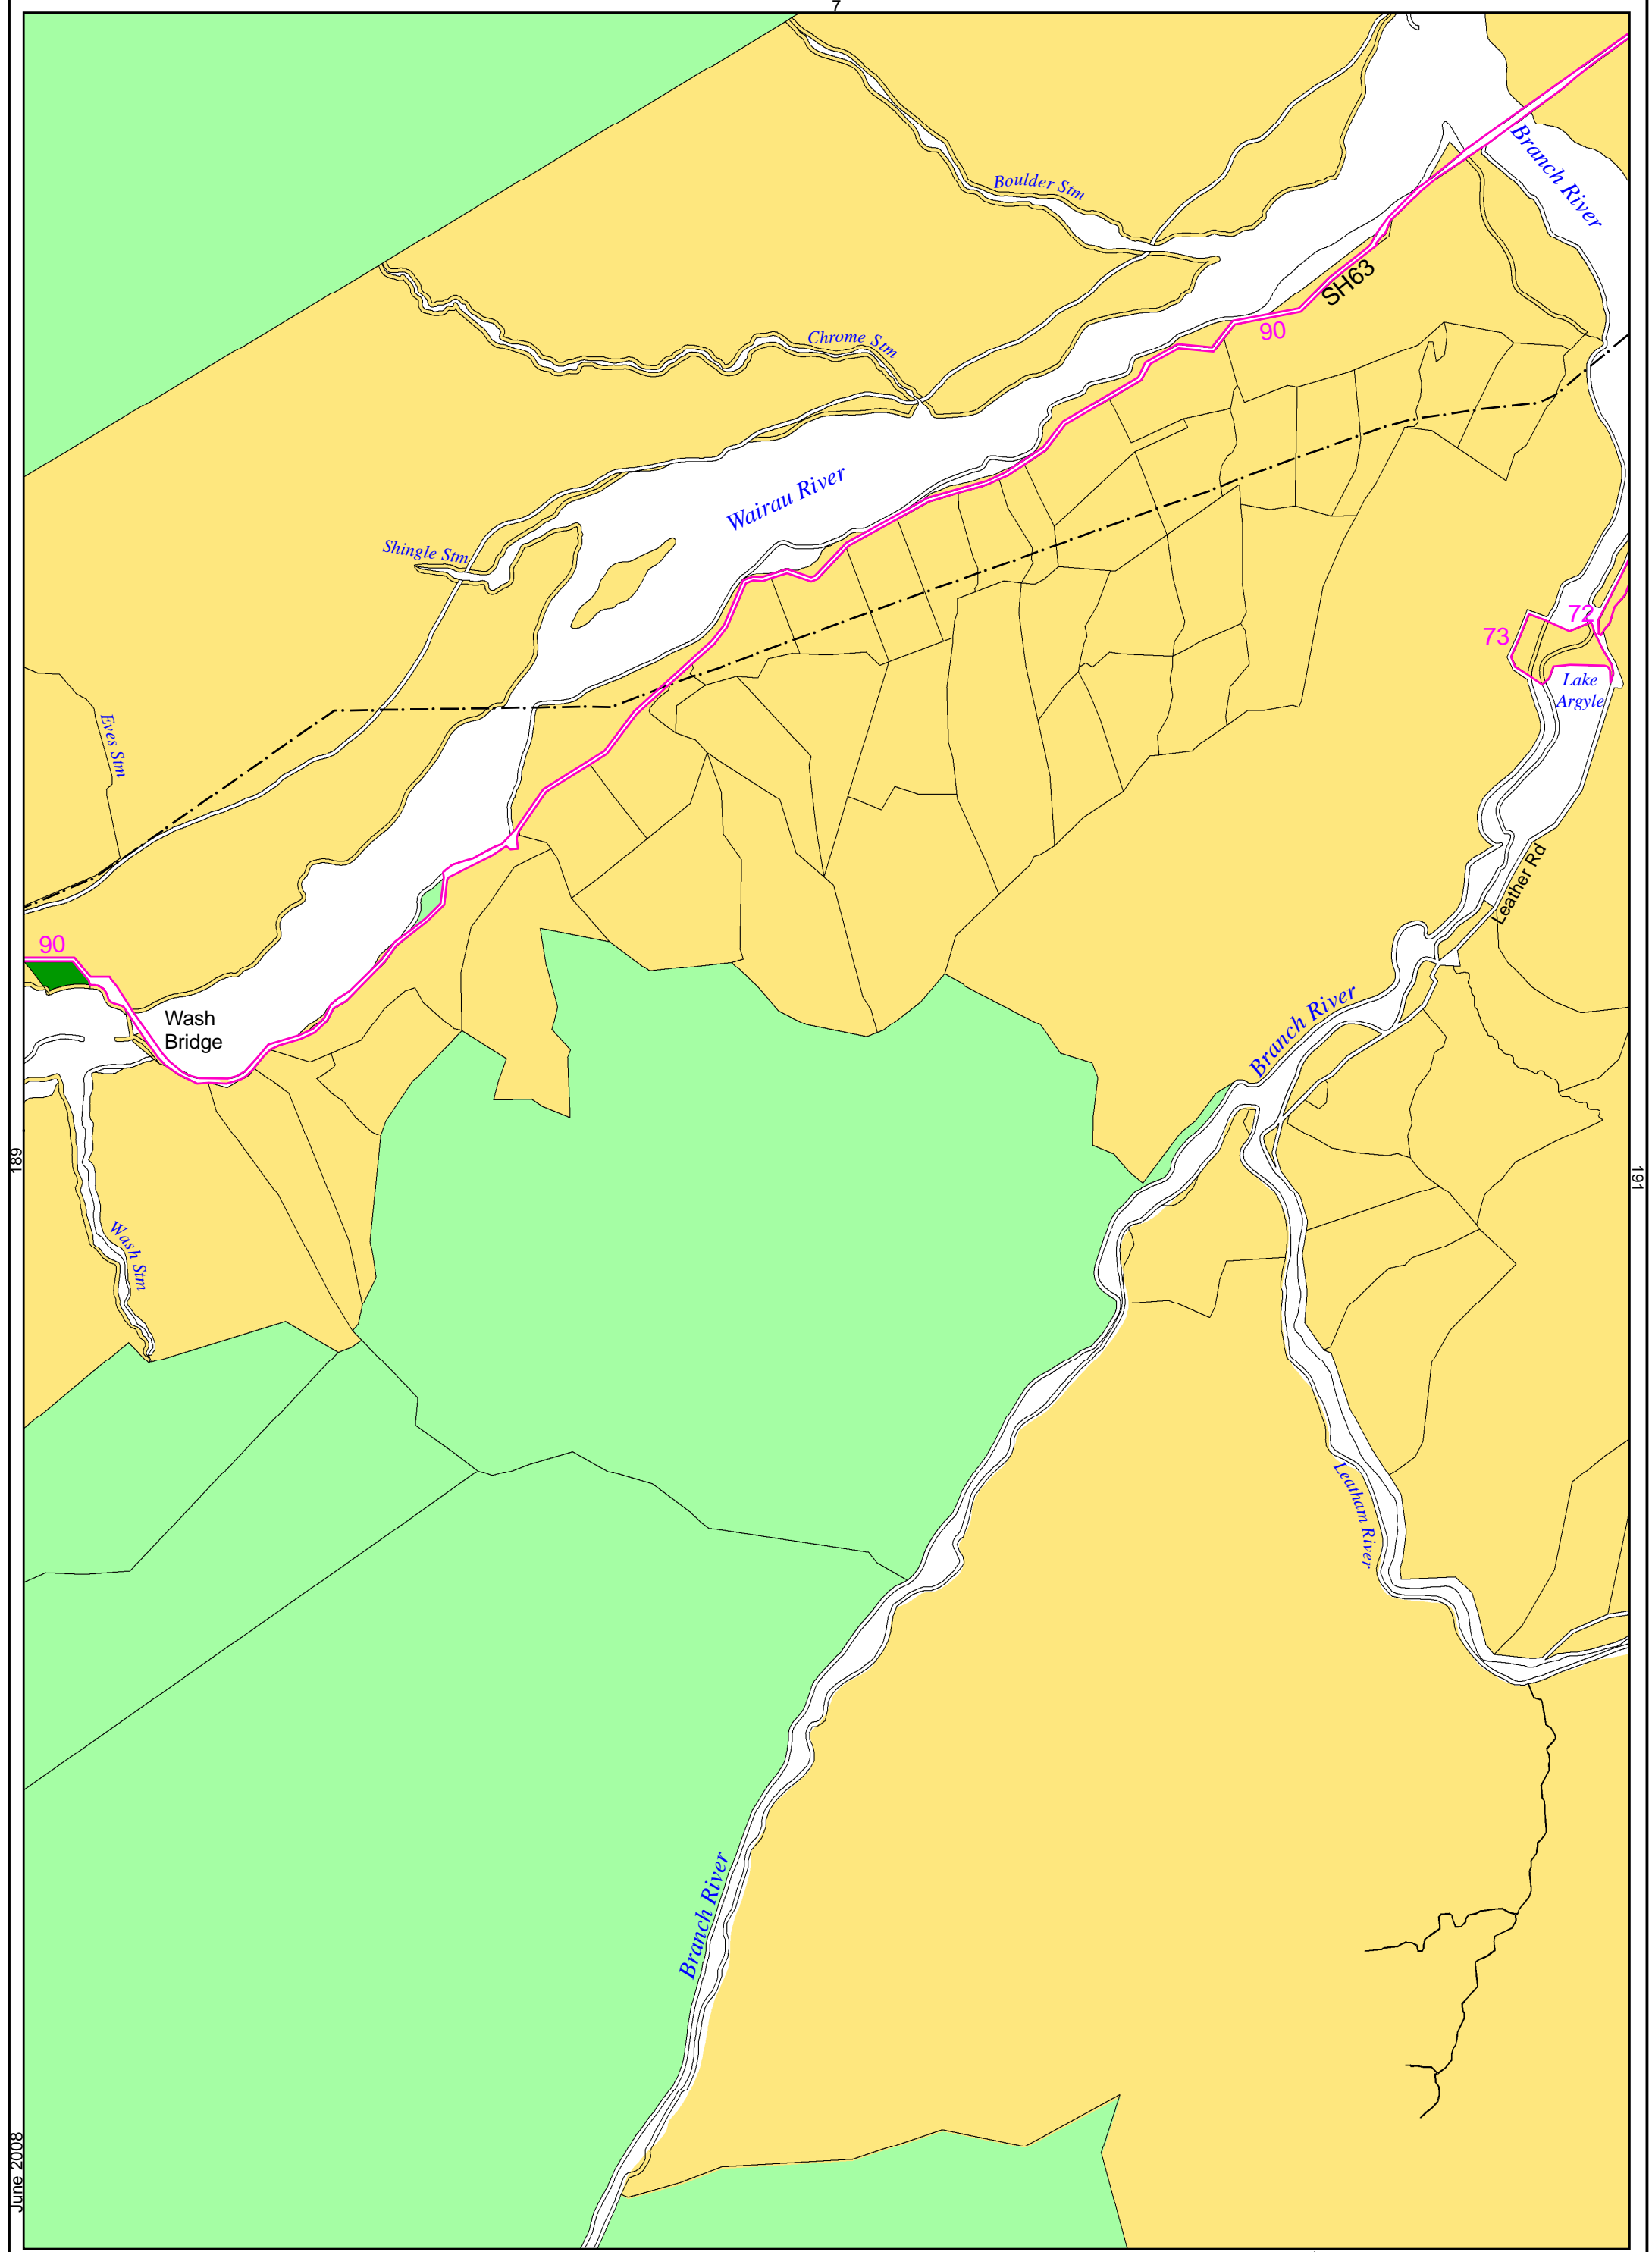 7
Branch River
Boulder Stm
SH63
90
Chrome Stm
Wairau River
Shingle Stm
72
73
Lake
Argyle
Eves Stm
Leather Rd
90
Branch River
Wash
Bridge
189
191
Wash Stm
Leatham River
Branch River
June 2008